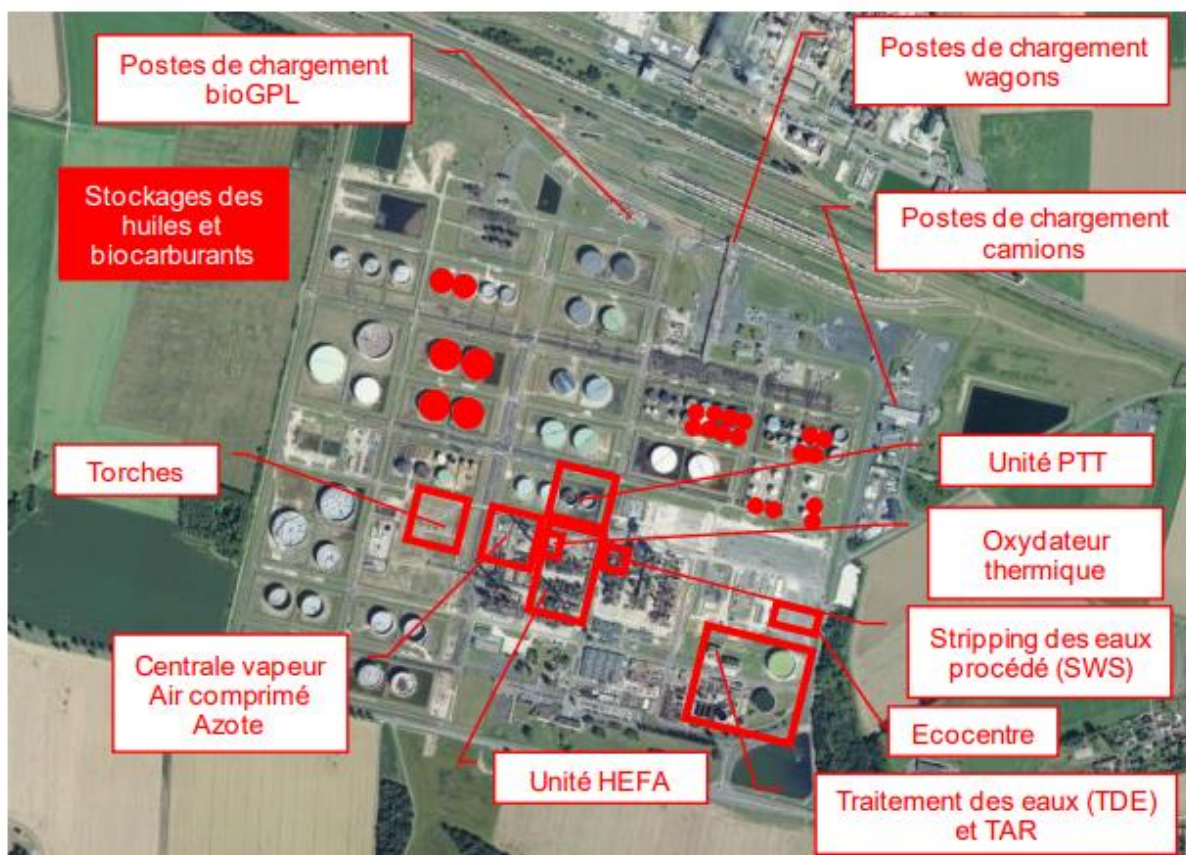 Postes de chargement
bioGPL
Postes de chargement
wagons
Stockages des
huiles et
biocarburants
Postes de chargement
camions
Torches
Unité PTT
Oxydateur
thermique
Centrale vapeur
Air comprimé
Azote
Stripping des eaux
procédé (SWS)
Ecocentre
Unité HEFA
Traitement des eaux (TDE)
et TAR